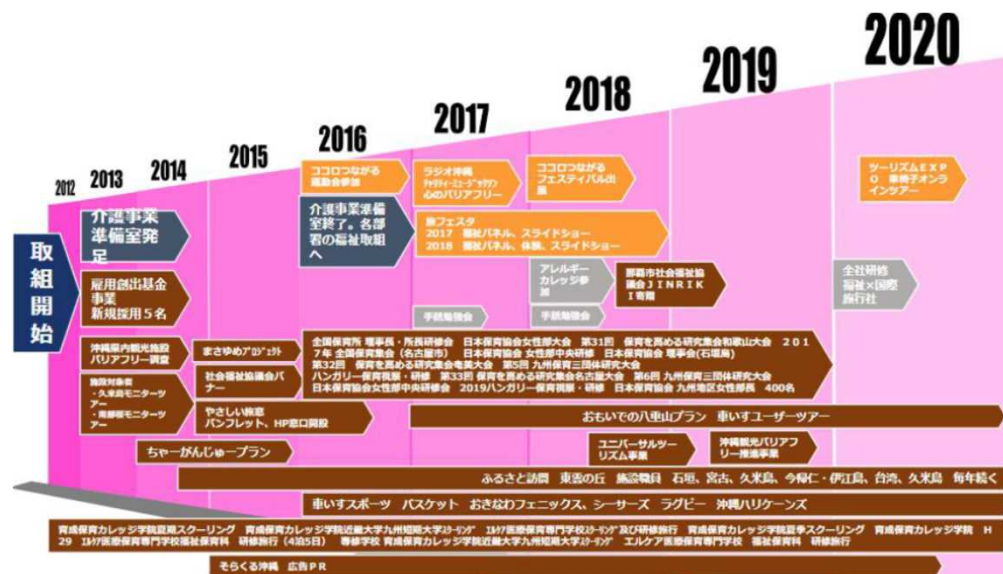 2012
2013
2014
2015
2016
2017
2018
2019
2020
取組開始
介護事業
準備室発
足
雇用創出基金
事業
新規採用5名
沖縄県内観光施設
バリアフリー調査
施設対象者
・久米島モニターツ
アー
・南部権モニターツ
アー
ちゃーがんじゅープラン
まさゆめプロジェクト
社会福祉協議会バ
ナー
やさしい旅窓
パンフレット、HP窓口開設
ココロつながる
運動会参加
介護事業準備
室終了。各部
署の福祉取組
へ
ラジオ沖縄
チャリティーミュージックソン
心のバリアフリー
旅フェスタ
2017 福祉パネル、スライドショー
2018 福祉パネル、体験、スライドショー
手話勉強会
ココロつながる
フェスティバル出
展
アレルギー
カレッジ参
加
手話勉強会
那覇市社会福祉協
議会JINRIK
I寄贈
ツーリズムEXP
O 車椅子オンラ
インツアー
全社研修
福祉×国際
旅行社
全国保育所 理事長・所長研修会 日本保育協会女性部大会 第31回 保育を高める研究集会和歌山大会 201
7年 全国保育集会(名古屋市) 日本保育協会 女性部中央研修 日本保育協会 理事会(石垣島)
第32回 保育を高める研究集会奄美大会 第5回 九州保育三団体研究大会
ハンガリー保育視察・研修 第33回 保育を高める研究集会名古屋大会 第6回 九州保育三団体研究大会
日本保育協会女性部中央研修会 2019ハンガリー保育視察・研修 日本保育協会 九州地区女性部長 400名
おもいでの八重山プラン 車いすユーザーツアー
ユニバーサルツー
リズム事業
沖縄観光バリアフ
リー推進事業
ふるさと訪問 東雲の丘 施設職員 石垣、宮古、久米島、今帰仁・伊江島、台湾、久米島 毎年続く
車いすスポーツ バスケット おきなわフェニックス、シーサーズ ラグビー 沖縄ハリケーンズ
育成保育カレッジ学院夏期スクーリング 育成保育カレッジ学院近畿大学九州短期大学スクーリング エルケア医療保育専門学校スクーリング及び研修旅行 育成保育カレッジ学院夏季スクーリング 育成保育カレッジ学院 H
29 エルケア医療保育専門学校福祉保育科 研修旅行(4泊5日) 専修学校 育成保育カレッジ学院近畿大学九州短期大学スクーリング エルケア医療保育専門学校 福祉保育科 研修旅行
そらくる沖縄 広告PR